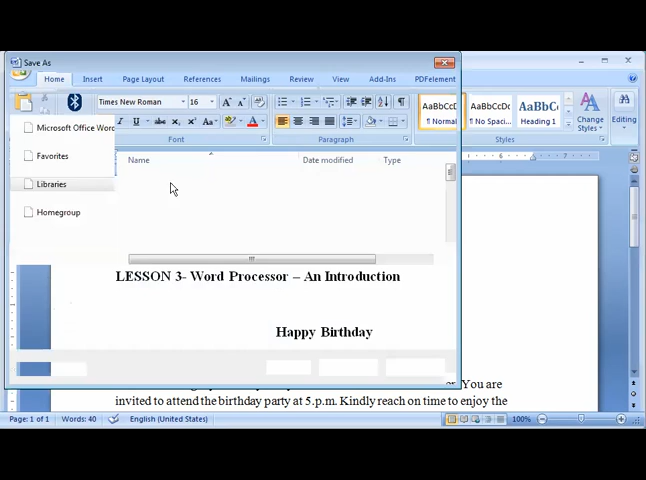 Save As
Home Insert Page Layout References Mailings Review View Add-Ins PDFelement
Times New Roman 16
AaBbCcD AaBbCcDc AaBbC
¶ Normal ¶ No Spaci... Heading 1 Change Styles Editing
Font Paragraph Styles
Microsoft Office Word
Favorites
Libraries
Homegroup
Name Date modified Type
LESSON 3- Word Processor – An Introduction
Happy Birthday
You are
invited to attend the birthday party at 5.p.m. Kindly reach on time to enjoy the
Page: 1 of 1 Words: 40 English (United States) 100%